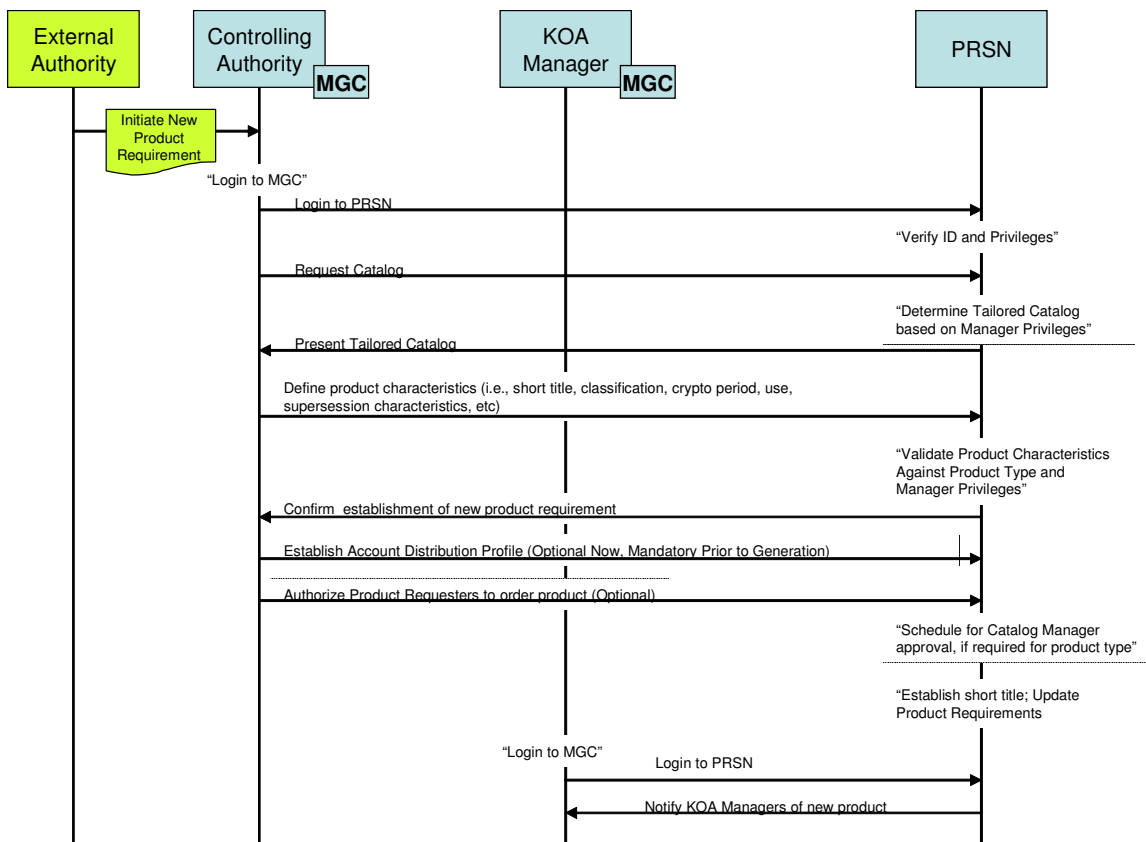 External
Authority
Controlling
Authority
MGC
KOA
Manager
MGC
PRSN
Initiate New
Product
Requirement
“Login to MGC”
Login to PRSN
“Verify ID and Privileges”
Request Catalog
“Determine Tailored Catalog
based on Manager Privileges”
Present Tailored Catalog
Define product characteristics (i.e., short title, classification, crypto period, use,
supersession characteristics, etc)
“Validate Product Characteristics
Against Product Type and
Manager Privileges”
Confirm establishment of new product requirement
Establish Account Distribution Profile (Optional Now, Mandatory Prior to Generation)
Authorize Product Requesters to order product (Optional)
“Schedule for Catalog Manager
approval, if required for product type”
“Establish short title; Update
Product Requirements
“Login to MGC”
Login to PRSN
Notify KOA Managers of new product